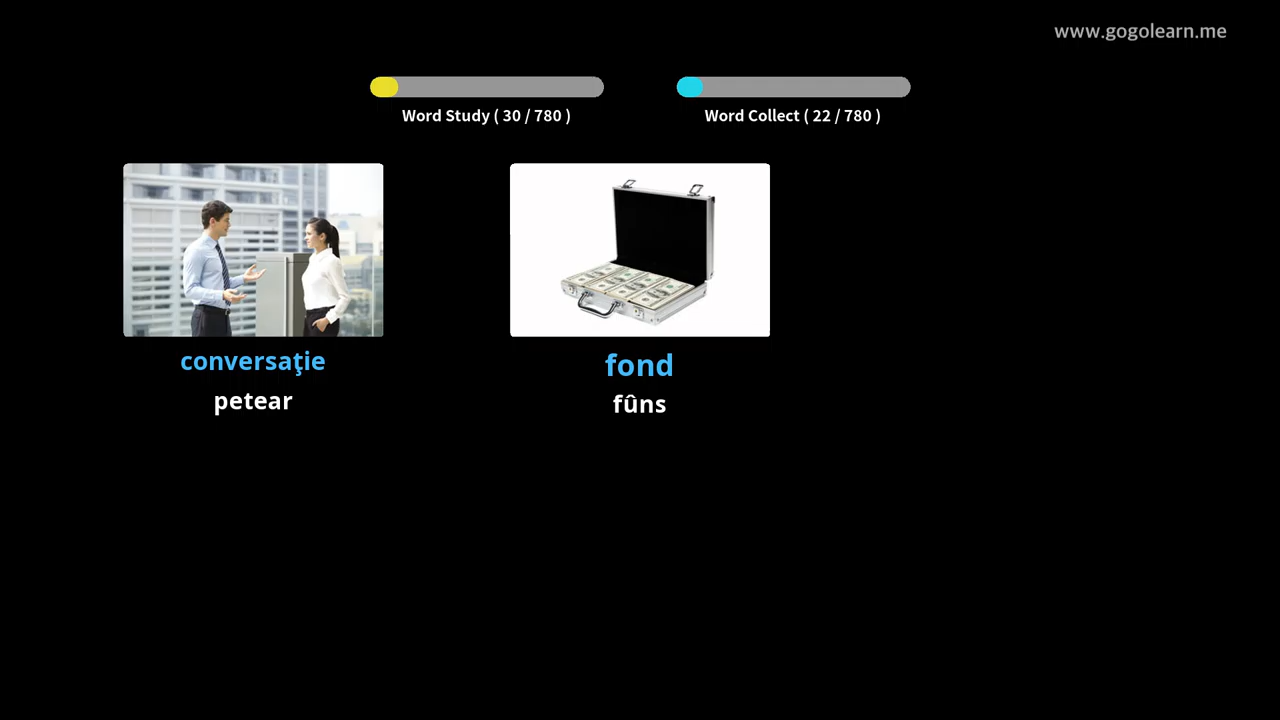 www.gogolearn.me
Word Study ( 30 / 780 )
Word Collect ( 22 / 780 )
conversaţie
petear
fond
fûns